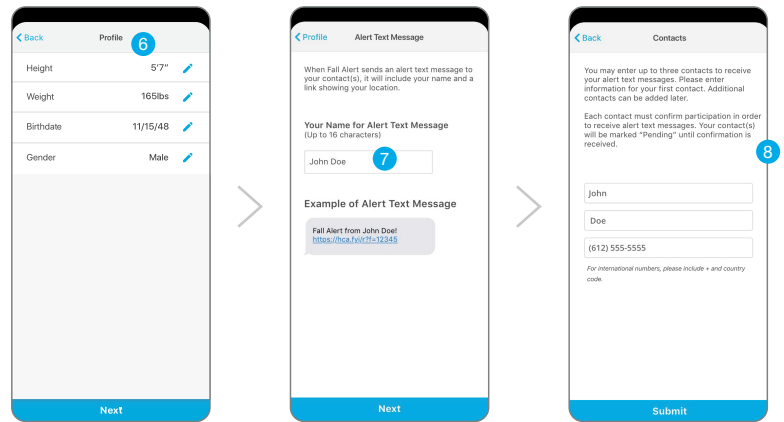 Back Profile 6
Height 5'7"
Weight 165lbs
Birthdate 11/15/48
Gender Male
Next
Profile Alert Text Message
When Fall Alert sends an alert text message to
your contact(s), it will include your name and a
link showing your location.
Your Name for Alert Text Message
(Up to 16 characters)
John Doe 7
Example of Alert Text Message
Fall Alert from John Doe!
https://hca.fyi/r?f=12345
Next
Back Contacts
You may enter up to three contacts to receive
your alert text messages. Please enter
information for your first contact. Additional
contacts can be added later.
Each contact must confirm participation in order
to receive alert text messages. Your contact(s)
will be marked “Pending” until confirmation is
received.
8
John
Doe
(612) 555-5555
For international numbers, please include + and country
code.
Submit